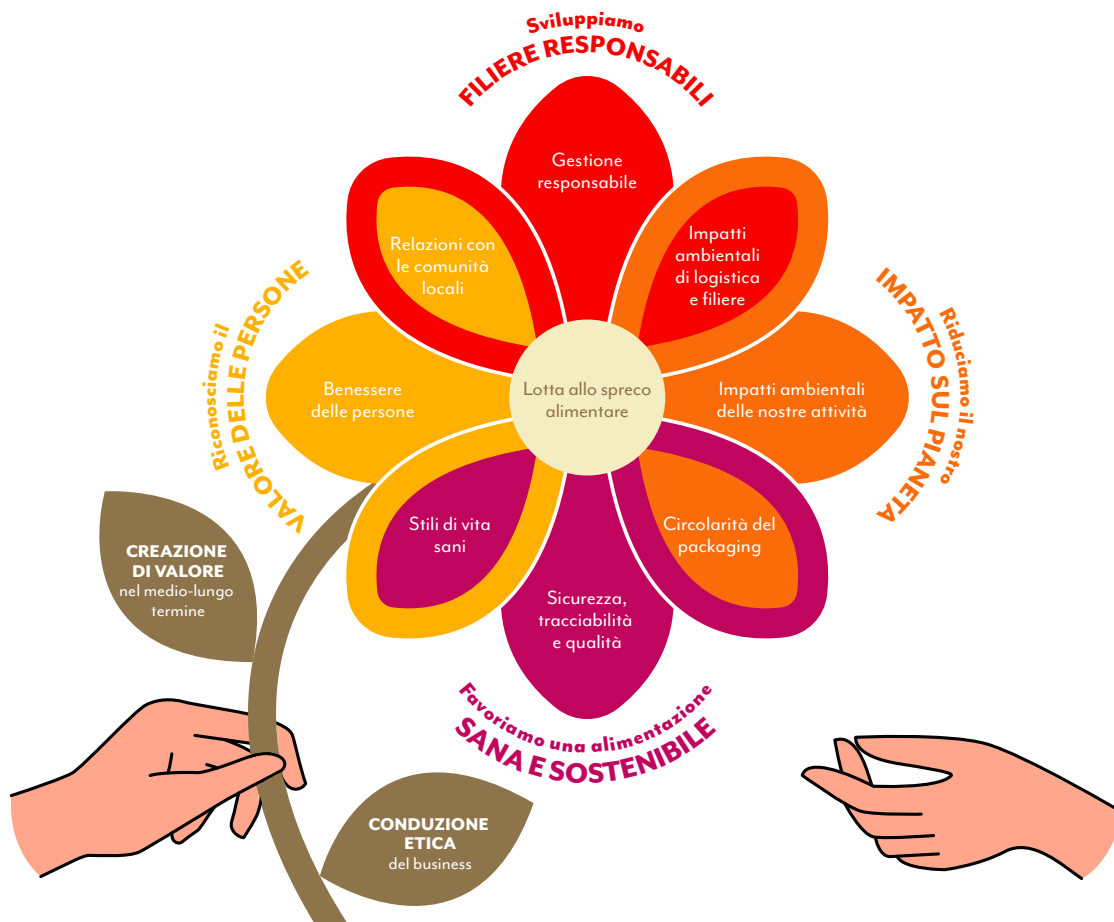 Sviluppiamo
FILIERE RESPONSABILI
Gestione
responsabile
Relazioni con
le comunità
locali
Impatti
ambientali
di logistica
e filiere
Riconosciamo il
VALORE DELLE PERSONE
Benessere
delle persone
Lotta allo spreco
alimentare
Impatti ambientali
delle nostre attività
Riduciamo il nostro
IMPATTO SUL PIANETA
Stili di vita
sani
Circolarità del
packaging
Sicurezza,
tracciabilità
e qualità
Favoriamo una alimentazione
SANA E SOSTENIBILE
CREAZIONE
DI VALORE
nel medio-lungo
termine
CONDUZIONE
ETICA
del business